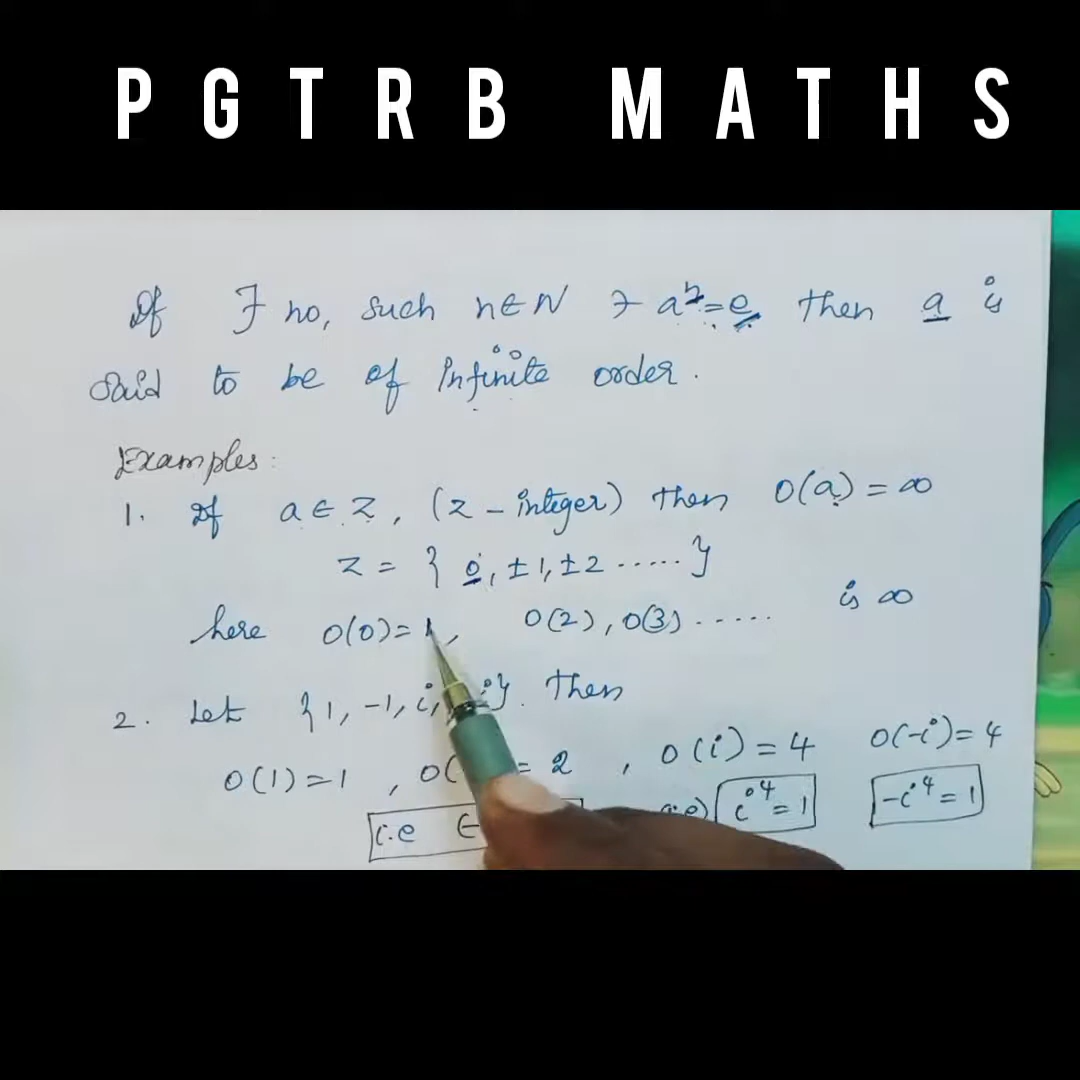 PGTRB MATHS
If ∃ no, such n∈N ∋ aⁿ=e, then a is
Said to be of infinite order.
Examples:
1. If a∈Z, (Z - integer) then O(a)=∞
Z = { 0, ±1, ±2 ..... }
here O(0)=1, O(2), O(3) ...... is ∞
2. Let {1, -1, i, i}. Then
O(1)=1, O( = 2, O(i)=4 O(-i)=4
i.e i⁴=1 -i⁴=1